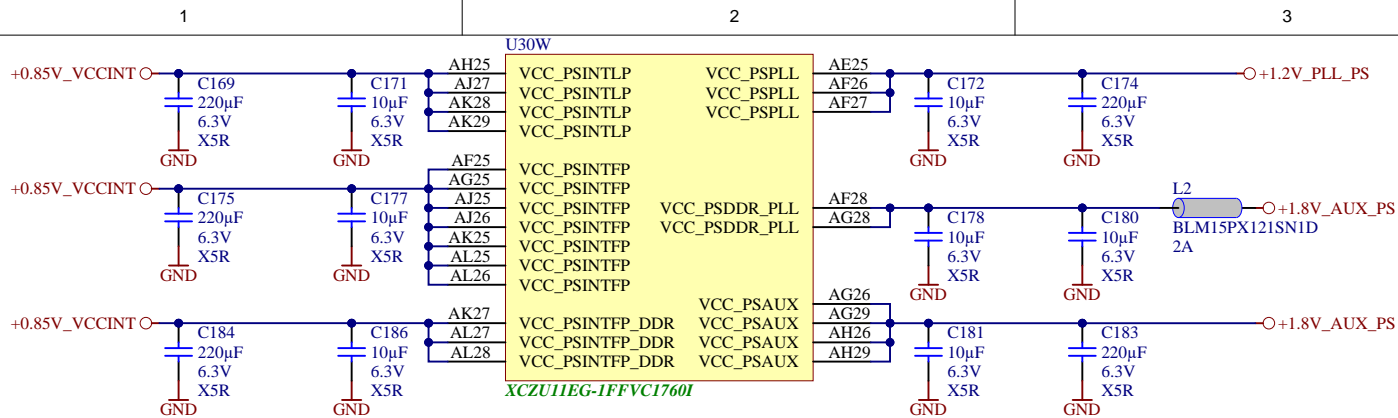 1 2 3
U30W
+0.85V_VCCINT
C169
220µF
6.3V
X5R
GND
C171
10µF
6.3V
X5R
GND
AH25 VCC_PSINTLP
AJ27 VCC_PSINTLP
AK28 VCC_PSINTLP
AK29 VCC_PSINTLP
VCC_PSPLL AE25
VCC_PSPLL AF26
VCC_PSPLL AF27
C172
10µF
6.3V
X5R
GND
C174
220µF
6.3V
X5R
GND
+1.2V_PLL_PS
+0.85V_VCCINT
C175
220µF
6.3V
X5R
GND
C177
10µF
6.3V
X5R
GND
AF25 VCC_PSINTFP
AG25 VCC_PSINTFP
AJ25 VCC_PSINTFP
AJ26 VCC_PSINTFP
AK25 VCC_PSINTFP
AL25 VCC_PSINTFP
AL26 VCC_PSINTFP
VCC_PSDDR_PLL AF28
VCC_PSDDR_PLL AG28
C178
10µF
6.3V
X5R
GND
C180
10µF
6.3V
X5R
GND
L2
BLM15PX121SN1D
2A
+1.8V_AUX_PS
+0.85V_VCCINT
C184
220µF
6.3V
X5R
GND
C186
10µF
6.3V
X5R
GND
AK27 VCC_PSINTFP_DDR
AL27 VCC_PSINTFP_DDR
AL28 VCC_PSINTFP_DDR
VCC_PSAUX AG26
VCC_PSAUX AG29
VCC_PSAUX AH26
VCC_PSAUX AH29
C181
10µF
6.3V
X5R
GND
C183
220µF
6.3V
X5R
GND
+1.8V_AUX_PS
XCZU11EG-1FFVC1760I